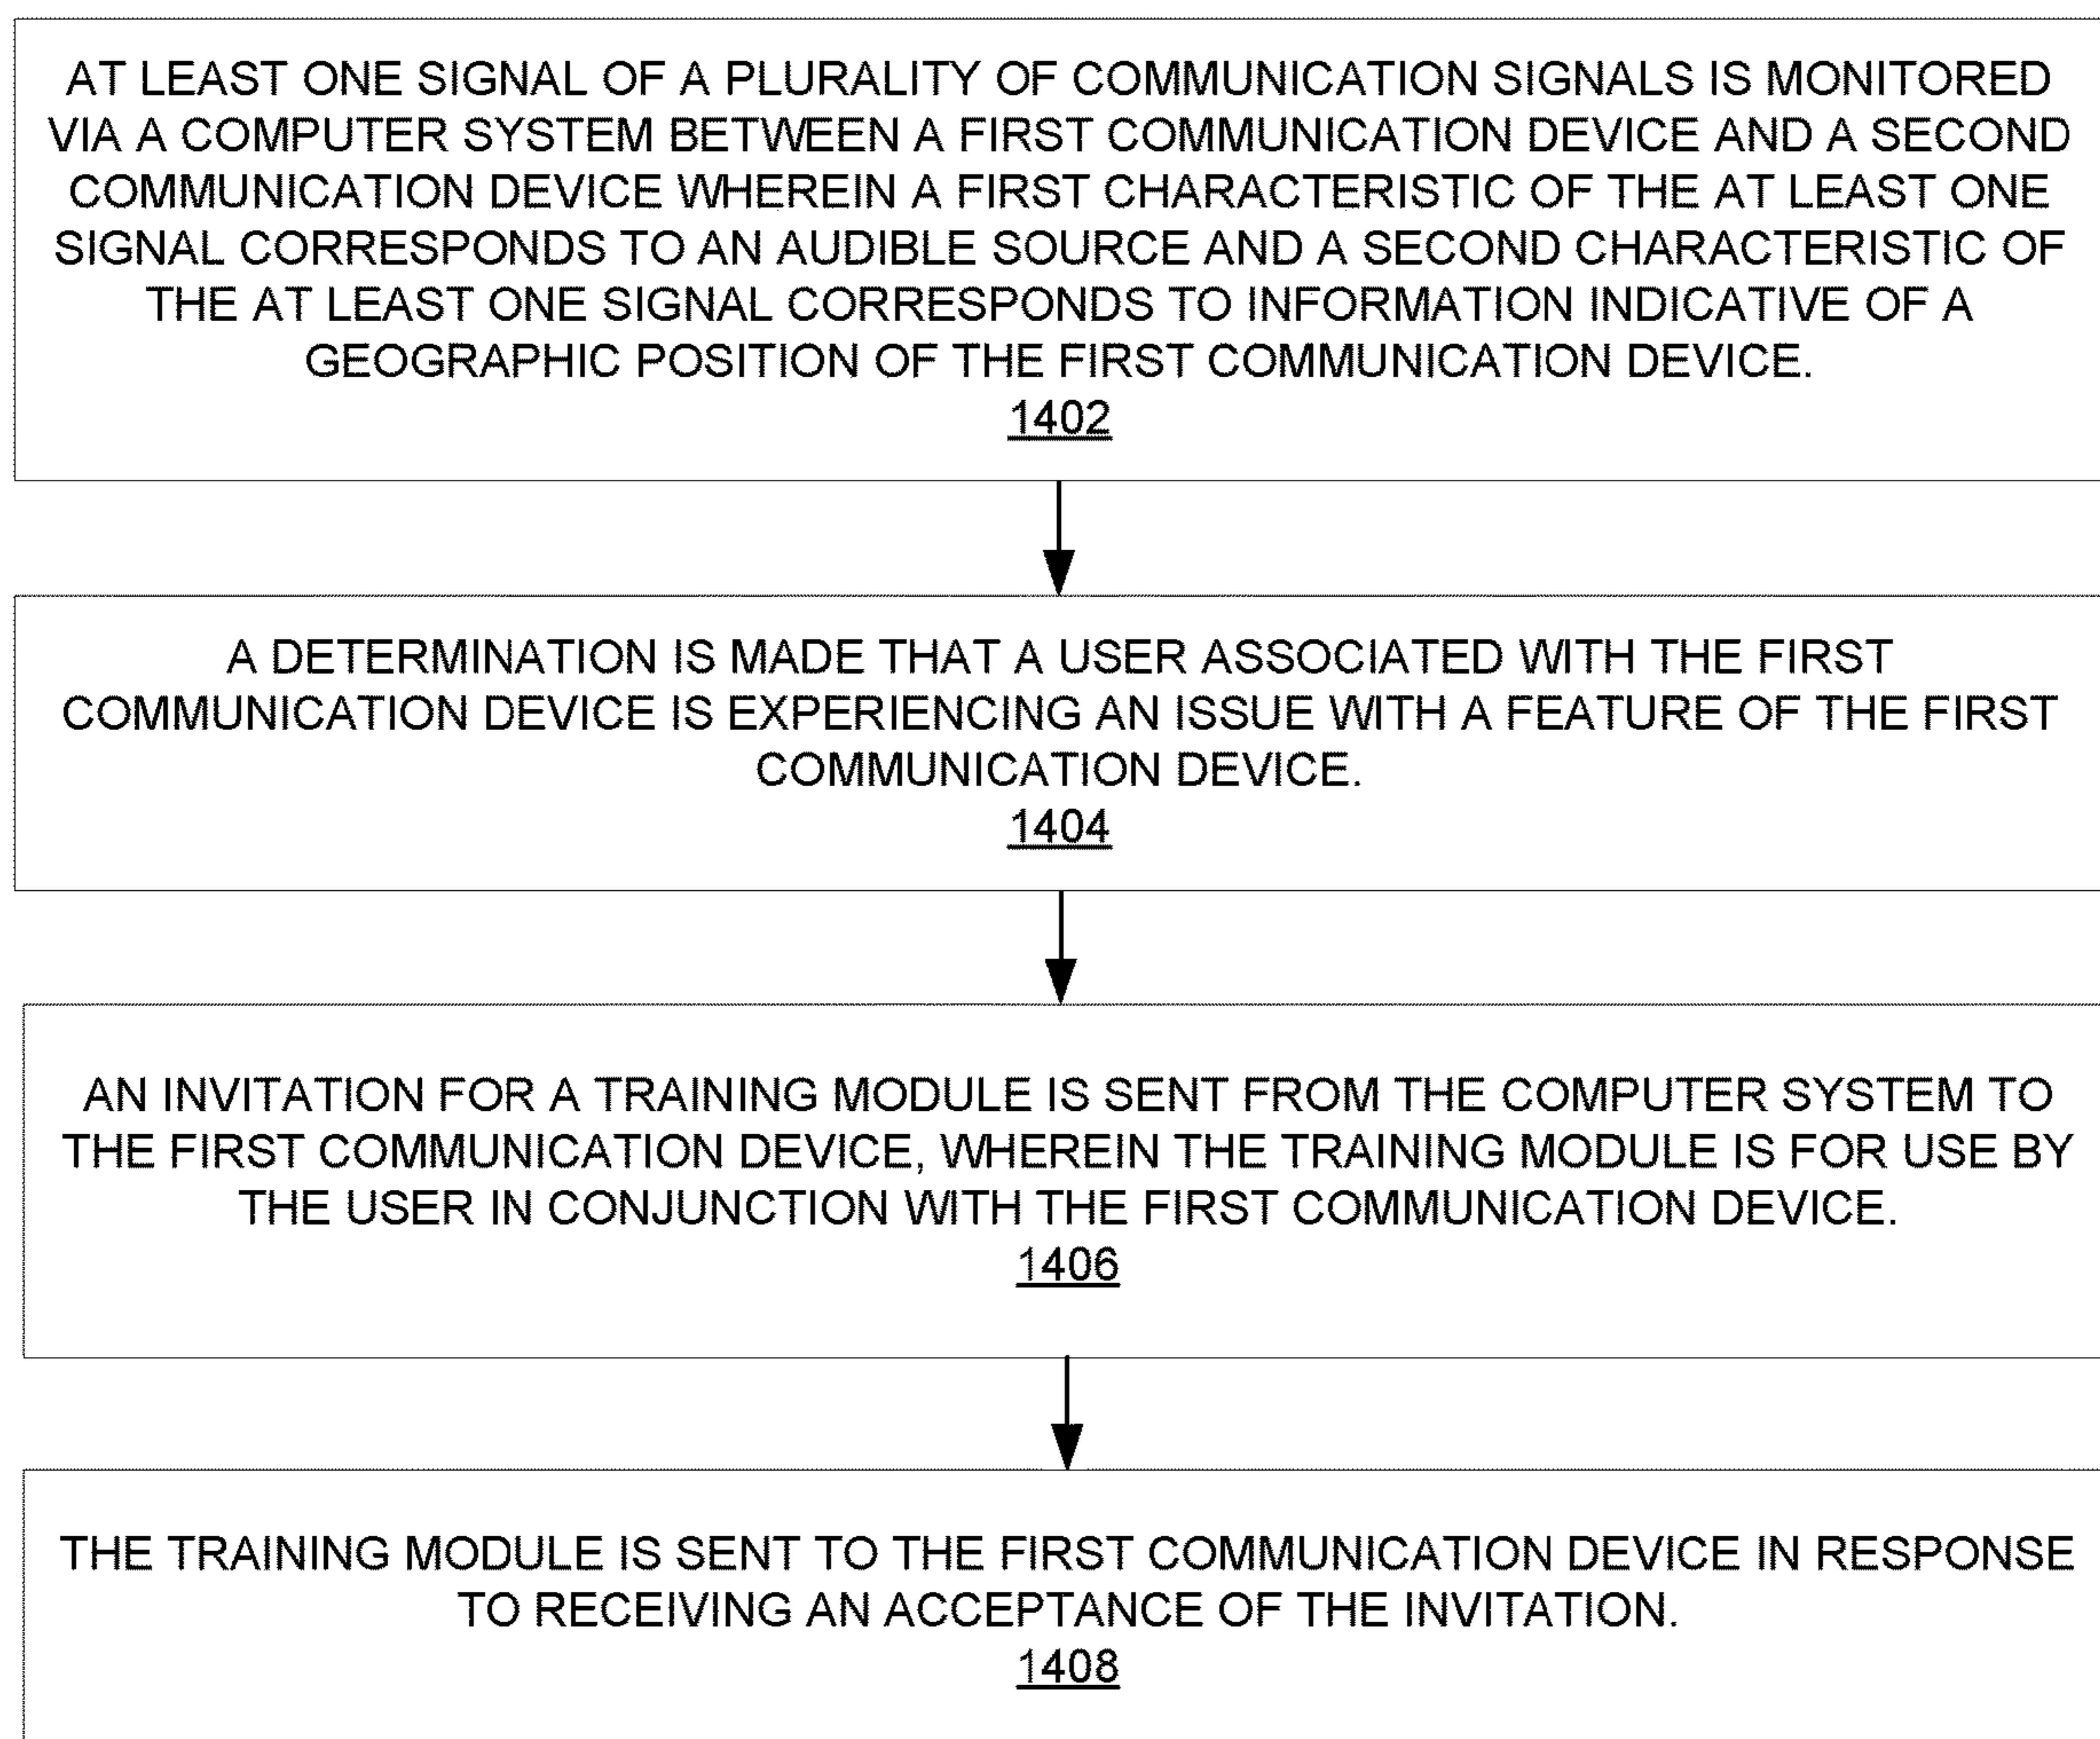 AT LEAST ONE SIGNAL OF A PLURALITY OF COMMUNICATION SIGNALS IS MONITORED
VIA A COMPUTER SYSTEM BETWEEN A FIRST COMMUNICATION DEVICE AND A SECOND
COMMUNICATION DEVICE WHEREIN A FIRST CHARACTERISTIC OF THE AT LEAST ONE
SIGNAL CORRESPONDS TO AN AUDIBLE SOURCE AND A SECOND CHARACTERISTIC OF
THE AT LEAST ONE SIGNAL CORRESPONDS TO INFORMATION INDICATIVE OF A
GEOGRAPHIC POSITION OF THE FIRST COMMUNICATION DEVICE.
1402
A DETERMINATION IS MADE THAT A USER ASSOCIATED WITH THE FIRST
COMMUNICATION DEVICE IS EXPERIENCING AN ISSUE WITH A FEATURE OF THE FIRST
COMMUNICATION DEVICE.
1404
AN INVITATION FOR A TRAINING MODULE IS SENT FROM THE COMPUTER SYSTEM TO
THE FIRST COMMUNICATION DEVICE, WHEREIN THE TRAINING MODULE IS FOR USE BY
THE USER IN CONJUNCTION WITH THE FIRST COMMUNICATION DEVICE.
1406
THE TRAINING MODULE IS SENT TO THE FIRST COMMUNICATION DEVICE IN RESPONSE
TO RECEIVING AN ACCEPTANCE OF THE INVITATION.
1408